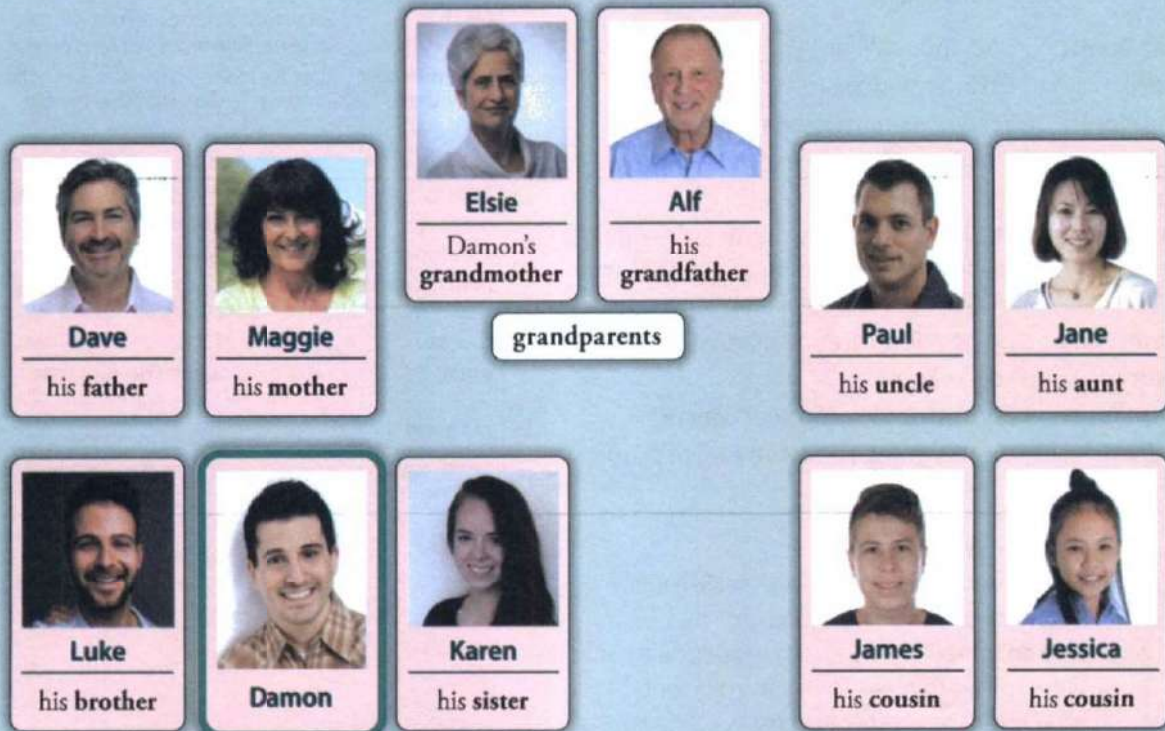 Elsie
Damon's
grandmother
Alf
his
grandfather
grandparents
Dave
his father
Maggie
his mother
Paul
his uncle
Jane
his aunt
Luke
his brother
Damon
Karen
his sister
James
his cousin
Jessica
his cousin